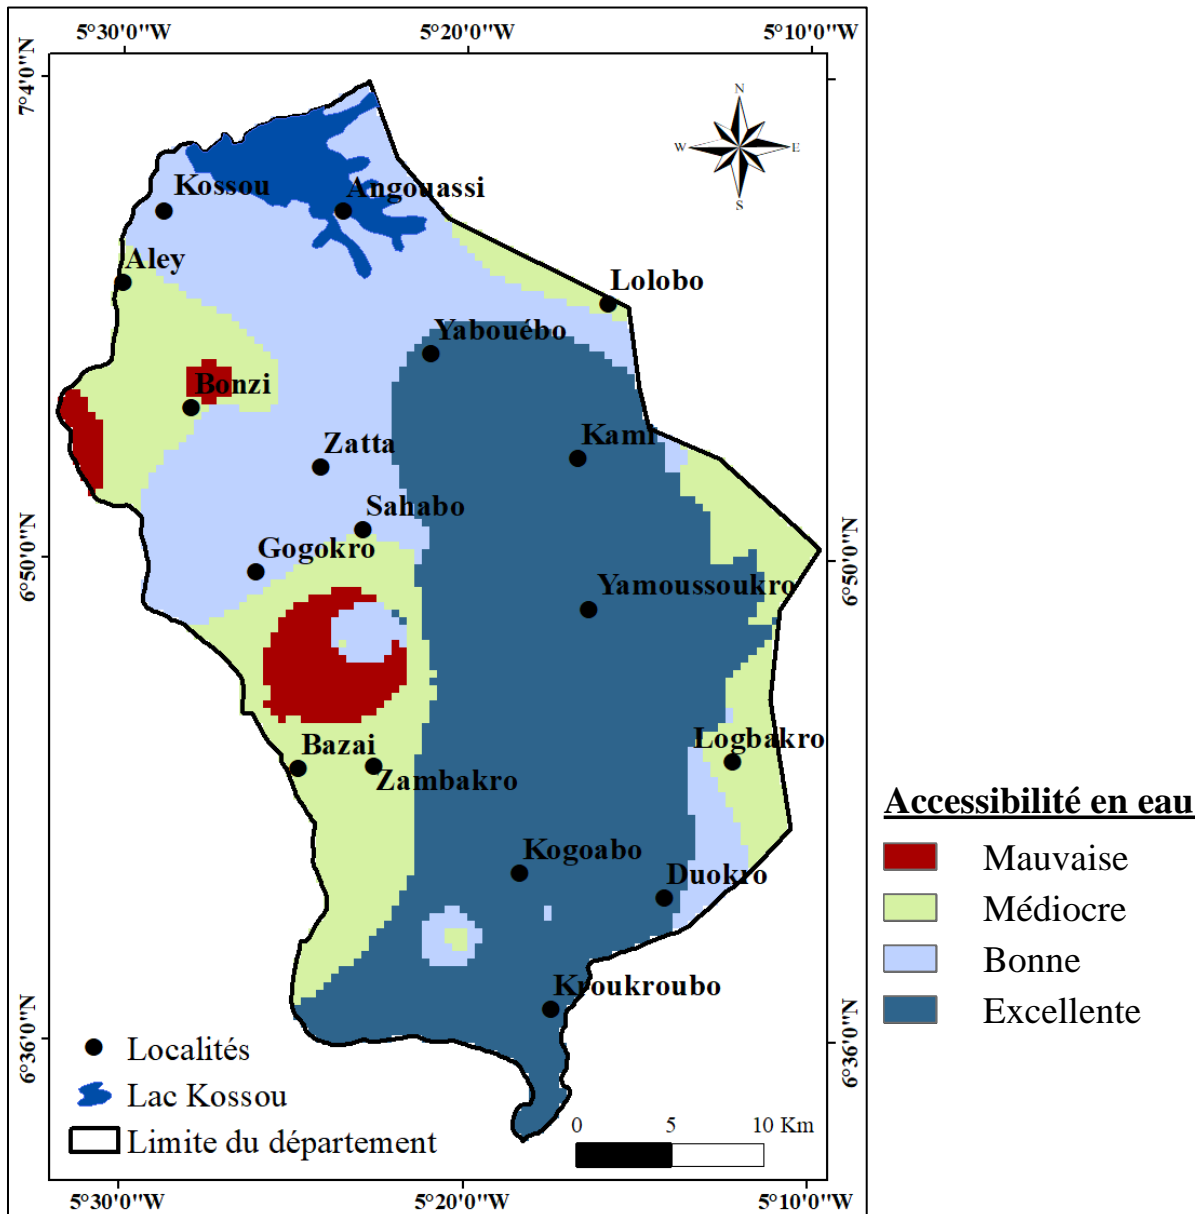 5°30'0"W
5°20'0"W
5°10'0"W
7°4'0"N
N
W
E
S
Kossou
Angouassi
Aley
Lolobo
Yabouébo
Bonzi
Kami
Zatta
Sahabo
Gogokro
6°50'0"N
6°50'0"N
Yamoussoukro
Logbakro
Bazai
Zambakro
Kogoabo
Duokro
Kroukroubo
6°36'0"N
6°36'0"N
Accessibilité en eau
Mauvaise
Médiocre
Bonne
Excellente
Localités
Lac Kossou
Limite du département
0 5 10 Km
5°30'0"W
5°20'0"W
5°10'0"W